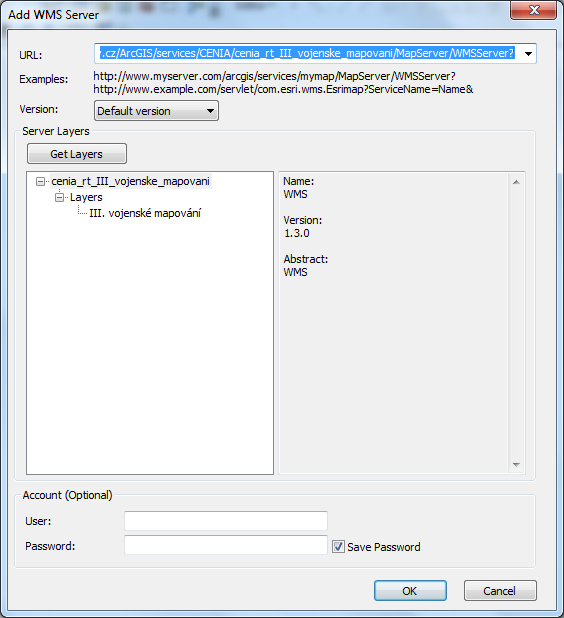 Add WMS Server
URL: .cz/ArcGIS/services/CENIA/cenia_rt_III_vojenske_mapovani/MapServer/WMSServer?
Examples: http://www.myserver.com/arcgis/services/mymap/MapServer/WMSServer?
http://www.example.com/servlet/com.esri.wms.Esrimap?ServiceName=Name&
Version: Default version
Server Layers
Get Layers
cenia_rt_III_vojenske_mapovani
Layers
III. vojenské mapování
Name:
WMS
Version:
1.3.0
Abstract:
WMS
Account (Optional)
User:
Password: Save Password
OK Cancel